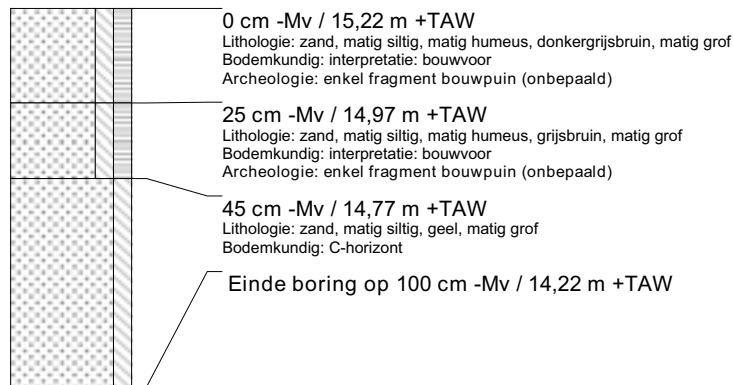 0 cm -Mv / 15,22 m +TAW
Lithologie: zand, matig siltig, matig humeus, donkergrijsbruin, matig grof
Bodemkundig: interpretatie: bouwvoor
Archeologie: enkel fragment bouwpuin (onbepaald)
25 cm -Mv / 14,97 m +TAW
Lithologie: zand, matig siltig, matig humeus, grijsbruin, matig grof
Bodemkundig: interpretatie: bouwvoor
Archeologie: enkel fragment bouwpuin (onbepaald)
45 cm -Mv / 14,77 m +TAW
Lithologie: zand, matig siltig, geel, matig grof
Bodemkundig: C-horizont
Einde boring op 100 cm -Mv / 14,22 m +TAW